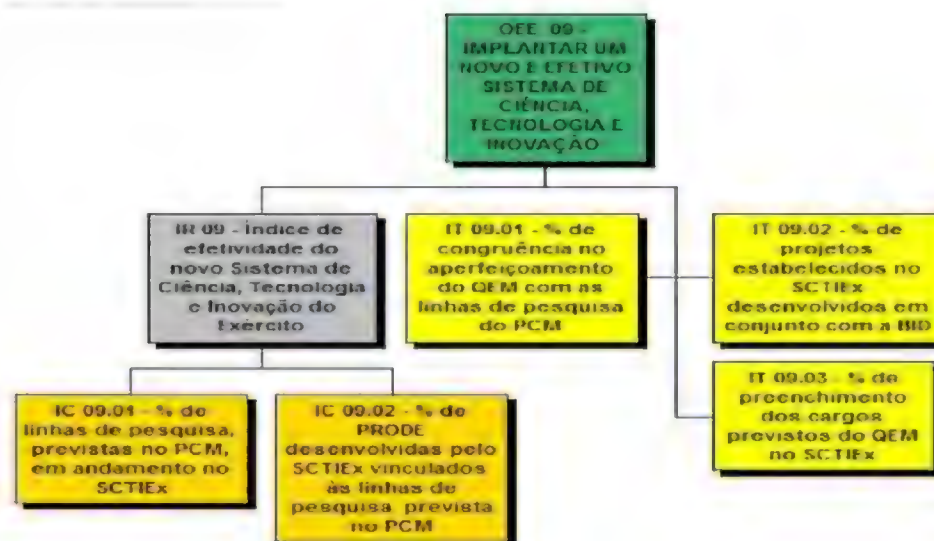 OEE 09 -
IMPLANTAR UM
NOVO E EFETIVO
SISTEMA DE
CIÊNCIA,
TECNOLOGIA E
INOVAÇÃO
IR 09 - Índice de
efetividade do
novo Sistema de
Ciência, Tecnologia
e Inovação do
Exército
IT 09.01 - % de
congruência no
aperfeiçoamento
do QEM com as
linhas de pesquisa
do PCM
IT 09.02 - % de
projetos
estabelecidos no
SCTIEx
desenvolvidos em
conjunto com a BID
IT 09.03 - % de
preenchimento
dos cargos
previstos do QEM
no SCTIEx
IC 09.01 - % de
linhas de pesquisa,
previstas no PCM,
em andamento no
SCTIEx
IC 09.02 - % de
PRODE
desenvolvidas pelo
SCTIEx vinculados
às linhas de
pesquisa prevista
no PCM